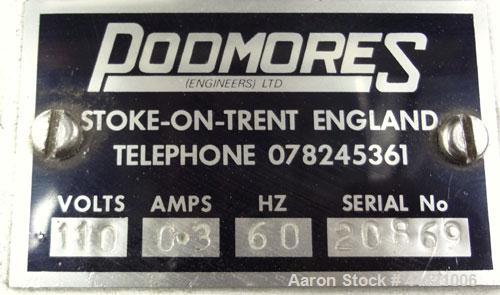 PODMORES
(ENGINEERS) LTD
STOKE-ON-TRENT ENGLAND
TELEPHONE 078245361
VOLTS AMPS HZ SERIAL No
110 0.3 60 20869
Aaron Stock #